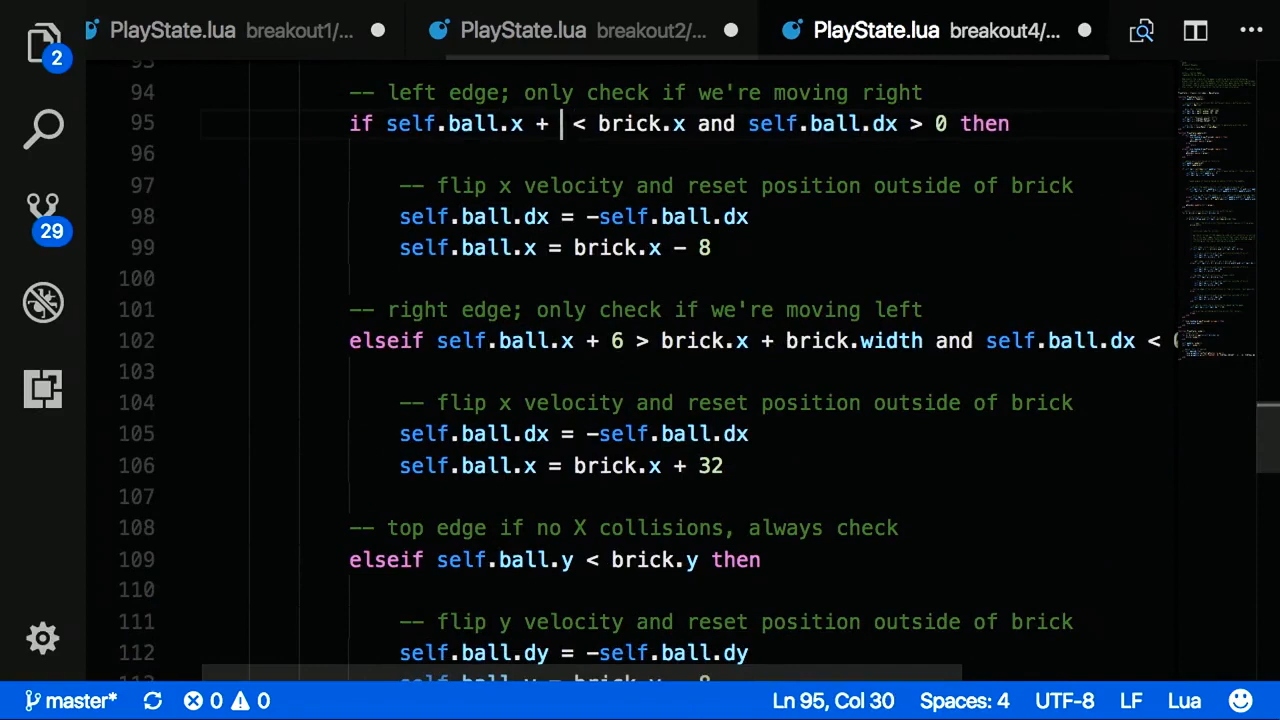 PlayState.lua breakout1/... PlayState.lua breakout2/... PlayState.lua breakout4/...
2
94 -- left edge; only check if we're moving right
95 if self.ball.x + < brick.x and self.ball.dx > 0 then
96
97 -- flip x velocity and reset position outside of brick
98 self.ball.dx = -self.ball.dx
99 self.ball.x = brick.x - 8
29
100
101 -- right edge; only check if we're moving left
102 elseif self.ball.x + 6 > brick.x + brick.width and self.ball.dx <
103
104 -- flip x velocity and reset position outside of brick
105 self.ball.dx = -self.ball.dx
106 self.ball.x = brick.x + 32
107
108 -- top edge if no X collisions, always check
109 elseif self.ball.y < brick.y then
110
111 -- flip y velocity and reset position outside of brick
112 self.ball.dy = -self.ball.dy
master* 0 0 Ln 95, Col 30 Spaces: 4 UTF-8 LF Lua